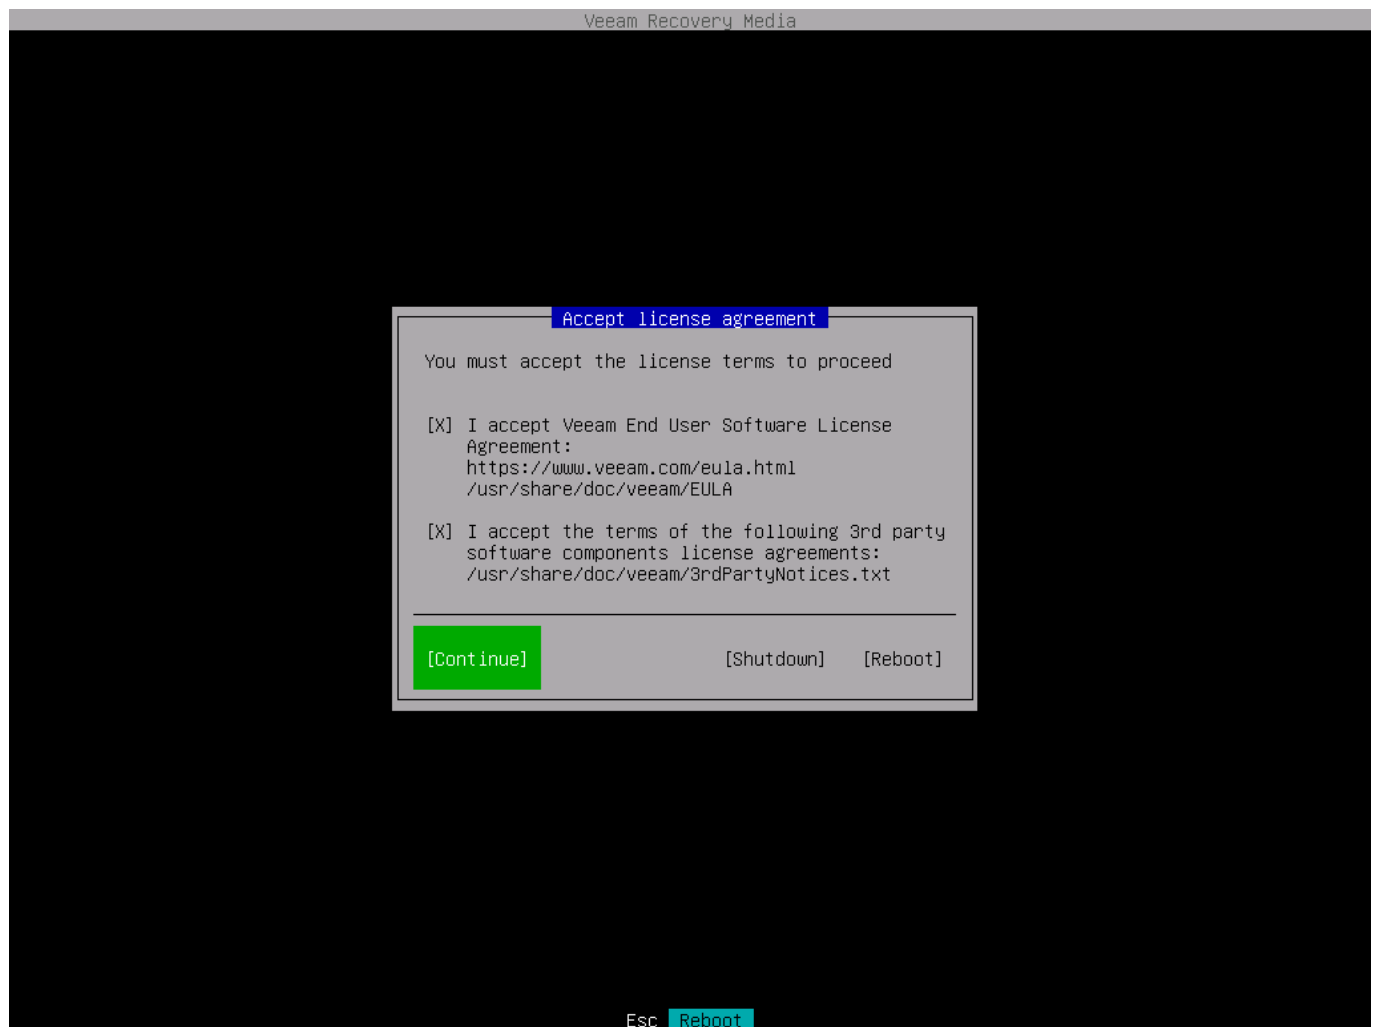 Veeam Recovery Media
Accept license agreement
You must accept the license terms to proceed
[X] I accept Veeam End User Software License
Agreement:
https://www.veeam.com/eula.html
/usr/share/doc/veeam/EULA
[X] I accept the terms of the following 3rd party
software components license agreements:
/usr/share/doc/veeam/3rdPartyNotices.txt
[Continue] [Shutdown] [Reboot]
Esc Reboot